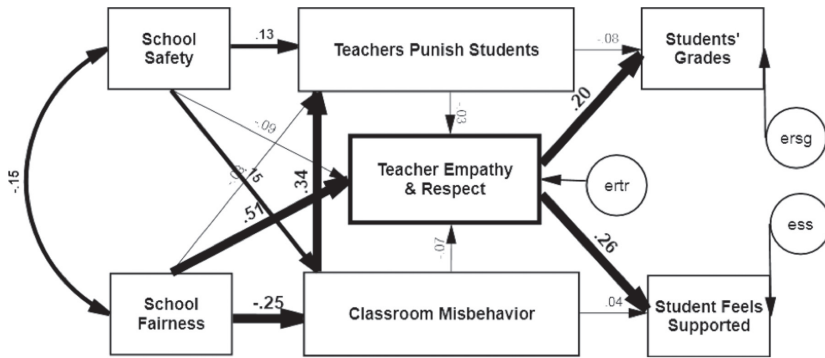 School
Safety
.13
Teachers Punish Students
-.08
Students'
Grades
.20
-.03
-.09
ersg
-.15
.15
.34
.51
Teacher Empathy
& Respect
ertr
ess
.26
-.07
School
Fairness
-.25
Classroom Misbehavior
.04
Student Feels
Supported